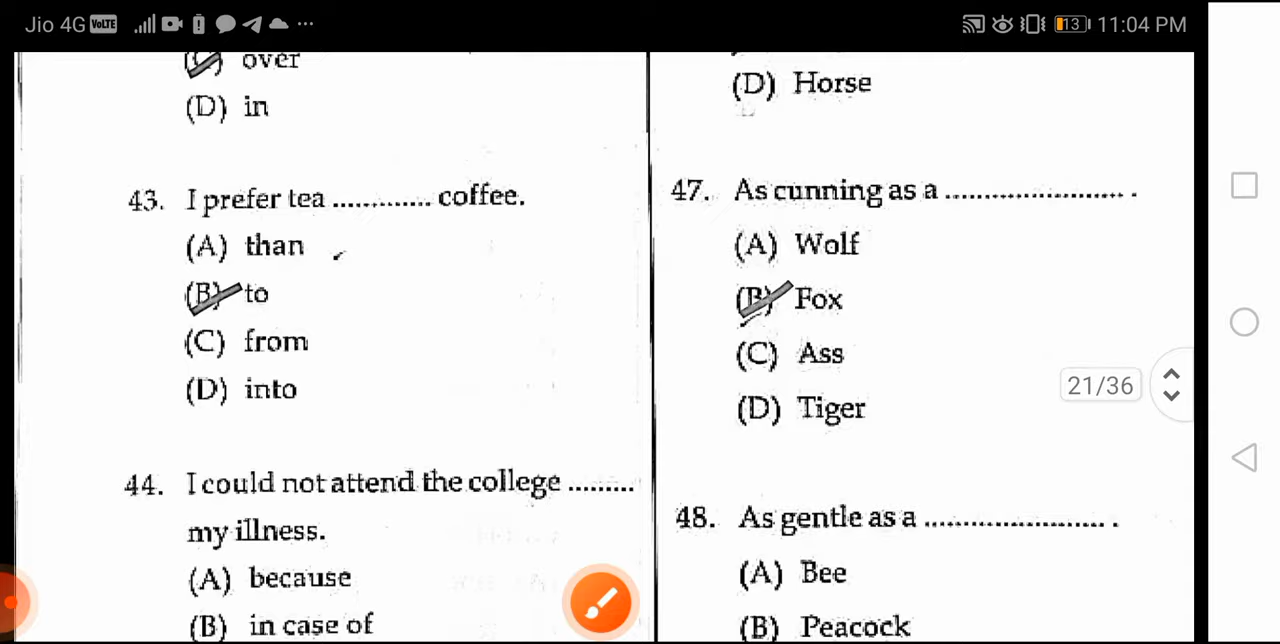 Jio 4G VoLTE
13 11:04 PM
(C) over
(D) in
43. I prefer tea ............ coffee.
(A) than
(B) to
(C) from
(D) into
44. I could not attend the college .........
my illness.
(A) because
(B) in case of
(D) Horse
47. As cunning as a ...................... .
(A) Wolf
(B) Fox
(C) Ass
(D) Tiger
48. As gentle as a ...................... .
(A) Bee
(B) Peacock
21/36